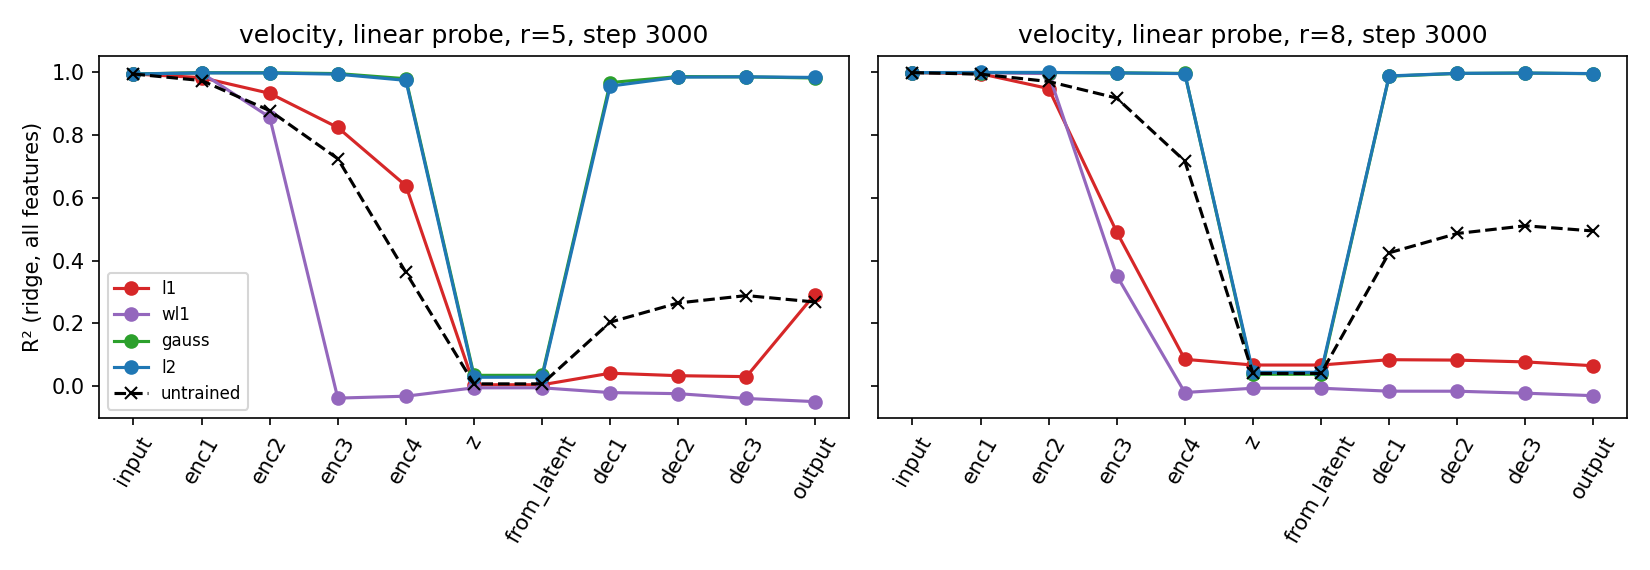 velocity, linear probe, r=5, step 3000
velocity, linear probe, r=8, step 3000
R² (ridge, all features)
1.0
0.8
0.6
0.4
0.2
0.0
l1
wl1
gauss
l2
untrained
input
enc1
enc2
enc3
enc4
z
from_latent
dec1
dec2
dec3
output
input
enc1
enc2
enc3
enc4
z
from_latent
dec1
dec2
dec3
output